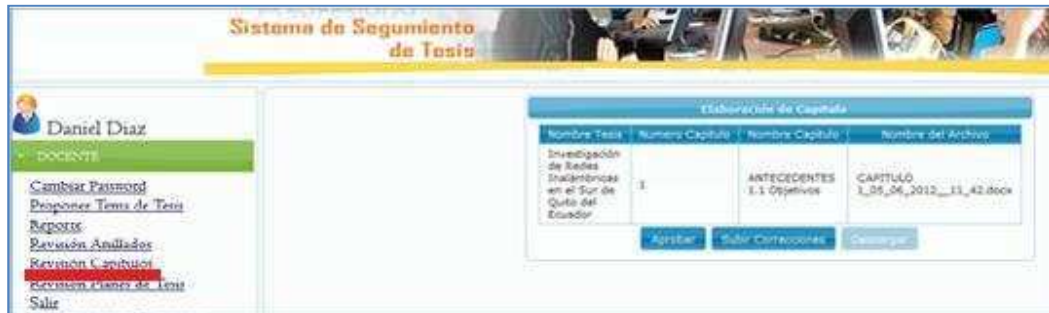 Sistema de Segumiento
de Tesis
Daniel Diaz
DOCENTE
Cambiar Password
Proponer Tema de Tesis
Reporte
Revisión Anillados
Revisión Capitulos
Revisión Planes de Tesis
Salir
Elaboración de Capitulo
Nombre Tesis Numero Capitulo Nombre Capitulo Nombre del Archivo
Investigación
de Redes
Inalámbricas
en el Sur de
Quito del
Ecuador
1
ANTECEDENTES
1.1 Objetivos
CAPITULO
1_05_06_2012__11_42.docx
Aprobar Subir Correcciones Descargar